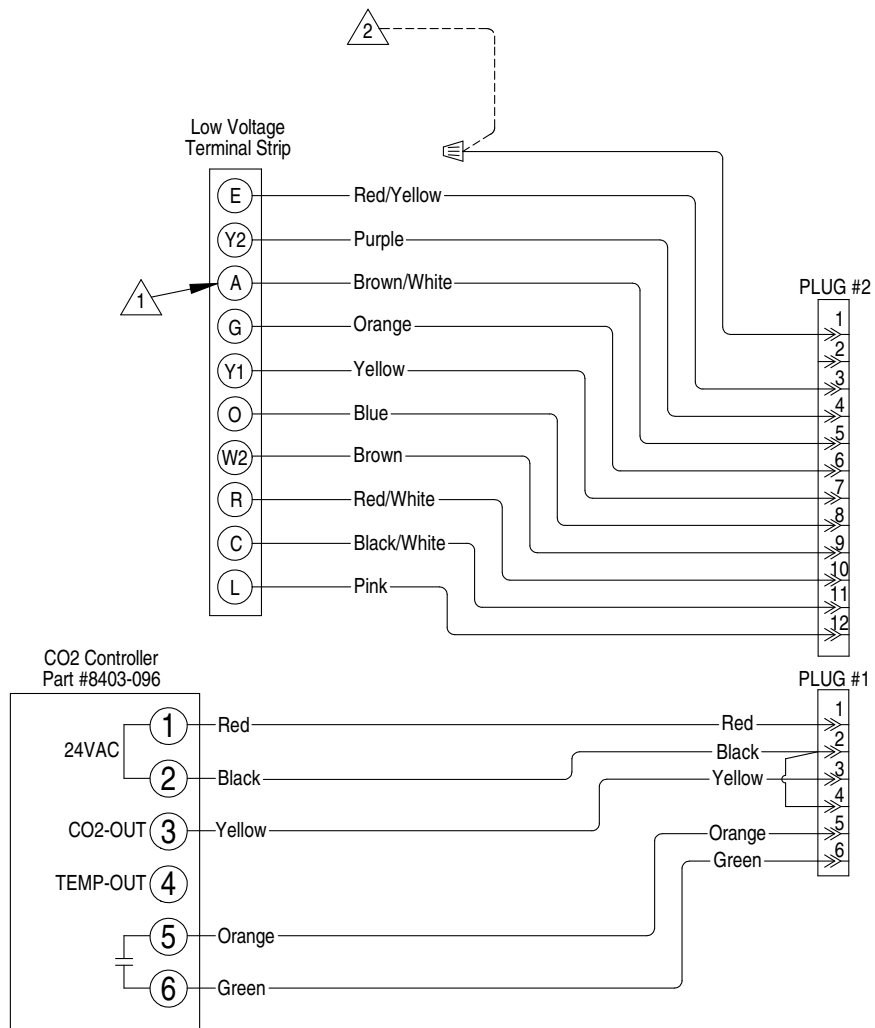 2
Low Voltage
Terminal Strip
E Red/Yellow
Y2 Purple
A Brown/White
1
G Orange
Y1 Yellow
O Blue
W2 Brown
R Red/White
C Black/White
L Pink
PLUG #2
1
2
3
4
5
6
7
8
9
10
11
12
CO2 Controller
Part #8403-096
24VAC
1 Red
2 Black
CO2-OUT 3 Yellow
TEMP-OUT 4
5 Orange
6 Green
PLUG #1
Red 1
Black 2
Yellow 3
4
Orange 5
Green 6